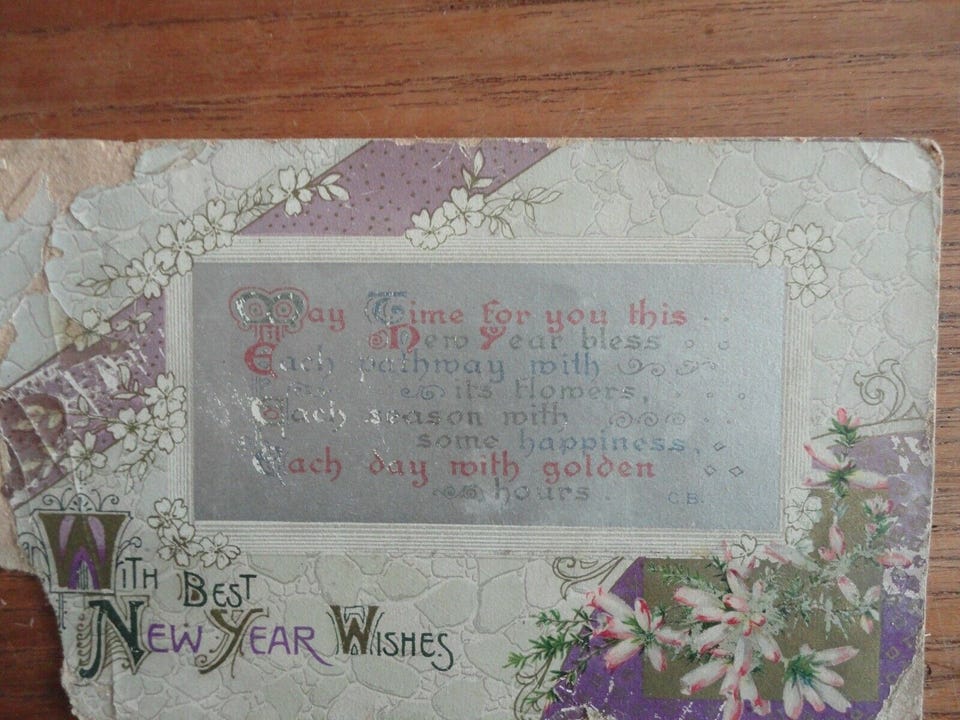 May Time for you this
New Year bless
Each pathway with
its flowers,
Each season with
some happiness,
Each day with golden
hours.
C.B.
With Best
New Year Wishes